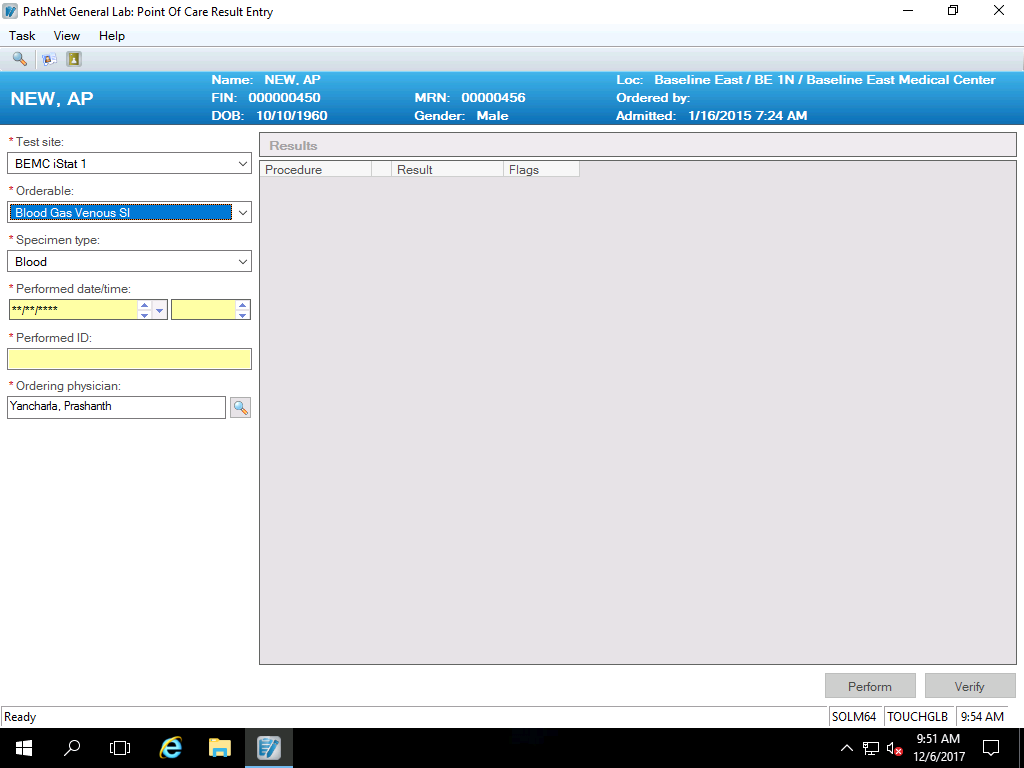 PathNet General Lab: Point Of Care Result Entry
Task View Help
NEW, AP
Name: NEW, AP
FIN: 000000450
DOB: 10/10/1960
MRN: 00000456
Gender: Male
Loc: Baseline East / BE 1N / Baseline East Medical Center
Ordered by:
Admitted: 1/16/2015 7:24 AM
*Test site:
BEMC iStat 1
*Orderable:
Blood Gas Venous SI
*Specimen type:
Blood
*Performed date/time:
**/**/****
*Performed ID:
*Ordering physician:
Yancharla, Prashanth
Results
Procedure Result Flags
Perform Verify
Ready SOLM64 TOUCHGLB 9:54 AM
9:51 AM
12/6/2017